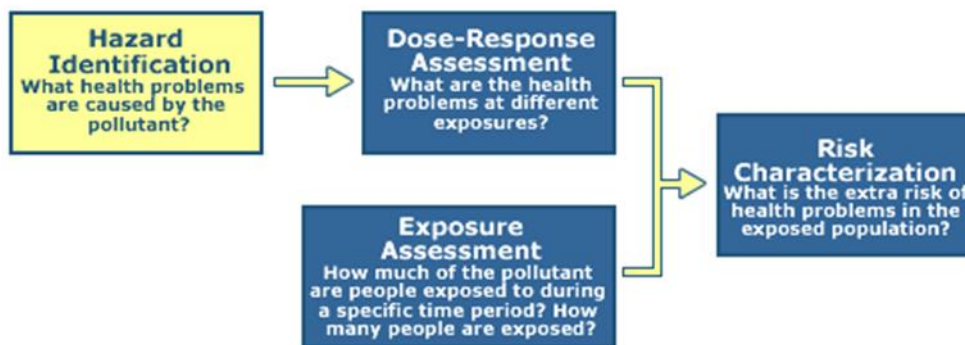 Hazard
Identification
What health problems
are caused by the
pollutant?
Dose-Response
Assessment
What are the health
problems at different
exposures?
Exposure
Assessment
How much of the pollutant
are people exposed to during
a specific time period? How
many people are exposed?
Risk
Characterization
What is the extra risk of
health problems in the
exposed population?